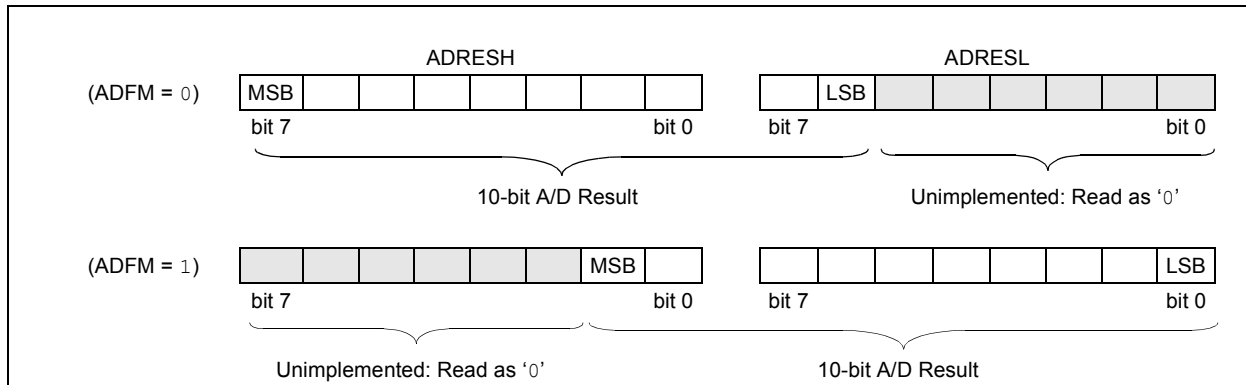 ADRESH ADRESL
(ADFM = 0) MSB LSB
bit 7 bit 0 bit 7 bit 0
10-bit A/D Result Unimplemented: Read as ‘0’
(ADFM = 1) MSB LSB
bit 7 bit 0 bit 7 bit 0
Unimplemented: Read as ‘0’ 10-bit A/D Result